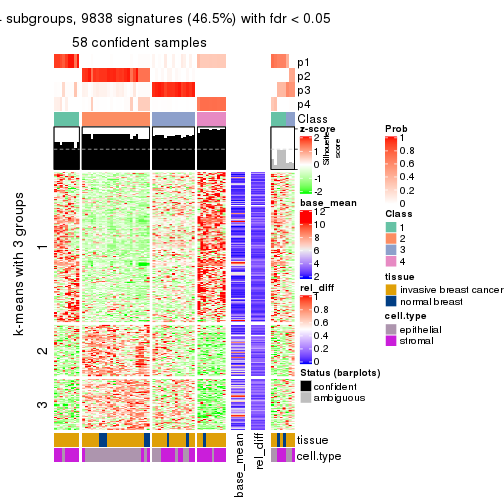 subgroups, 9838 signatures (46.5%) with fdr < 0.05
58 confident samples
p1
p2
p3
p4
Class
Silhouette
score
k-means with 3 groups
1
2
3
tissue
cell.type
base_mean
rel_diff
z-score
2
1
0
-1
-2
base_mean
12
10
8
6
4
2
rel_diff
1
0.8
0.6
0.4
0.2
0
Status (barplots)
confident
ambiguous
Prob
1
0.8
0.6
0.4
0.2
0
Class
1
2
3
4
tissue
invasive breast cancer
normal breast
cell.type
epithelial
stromal